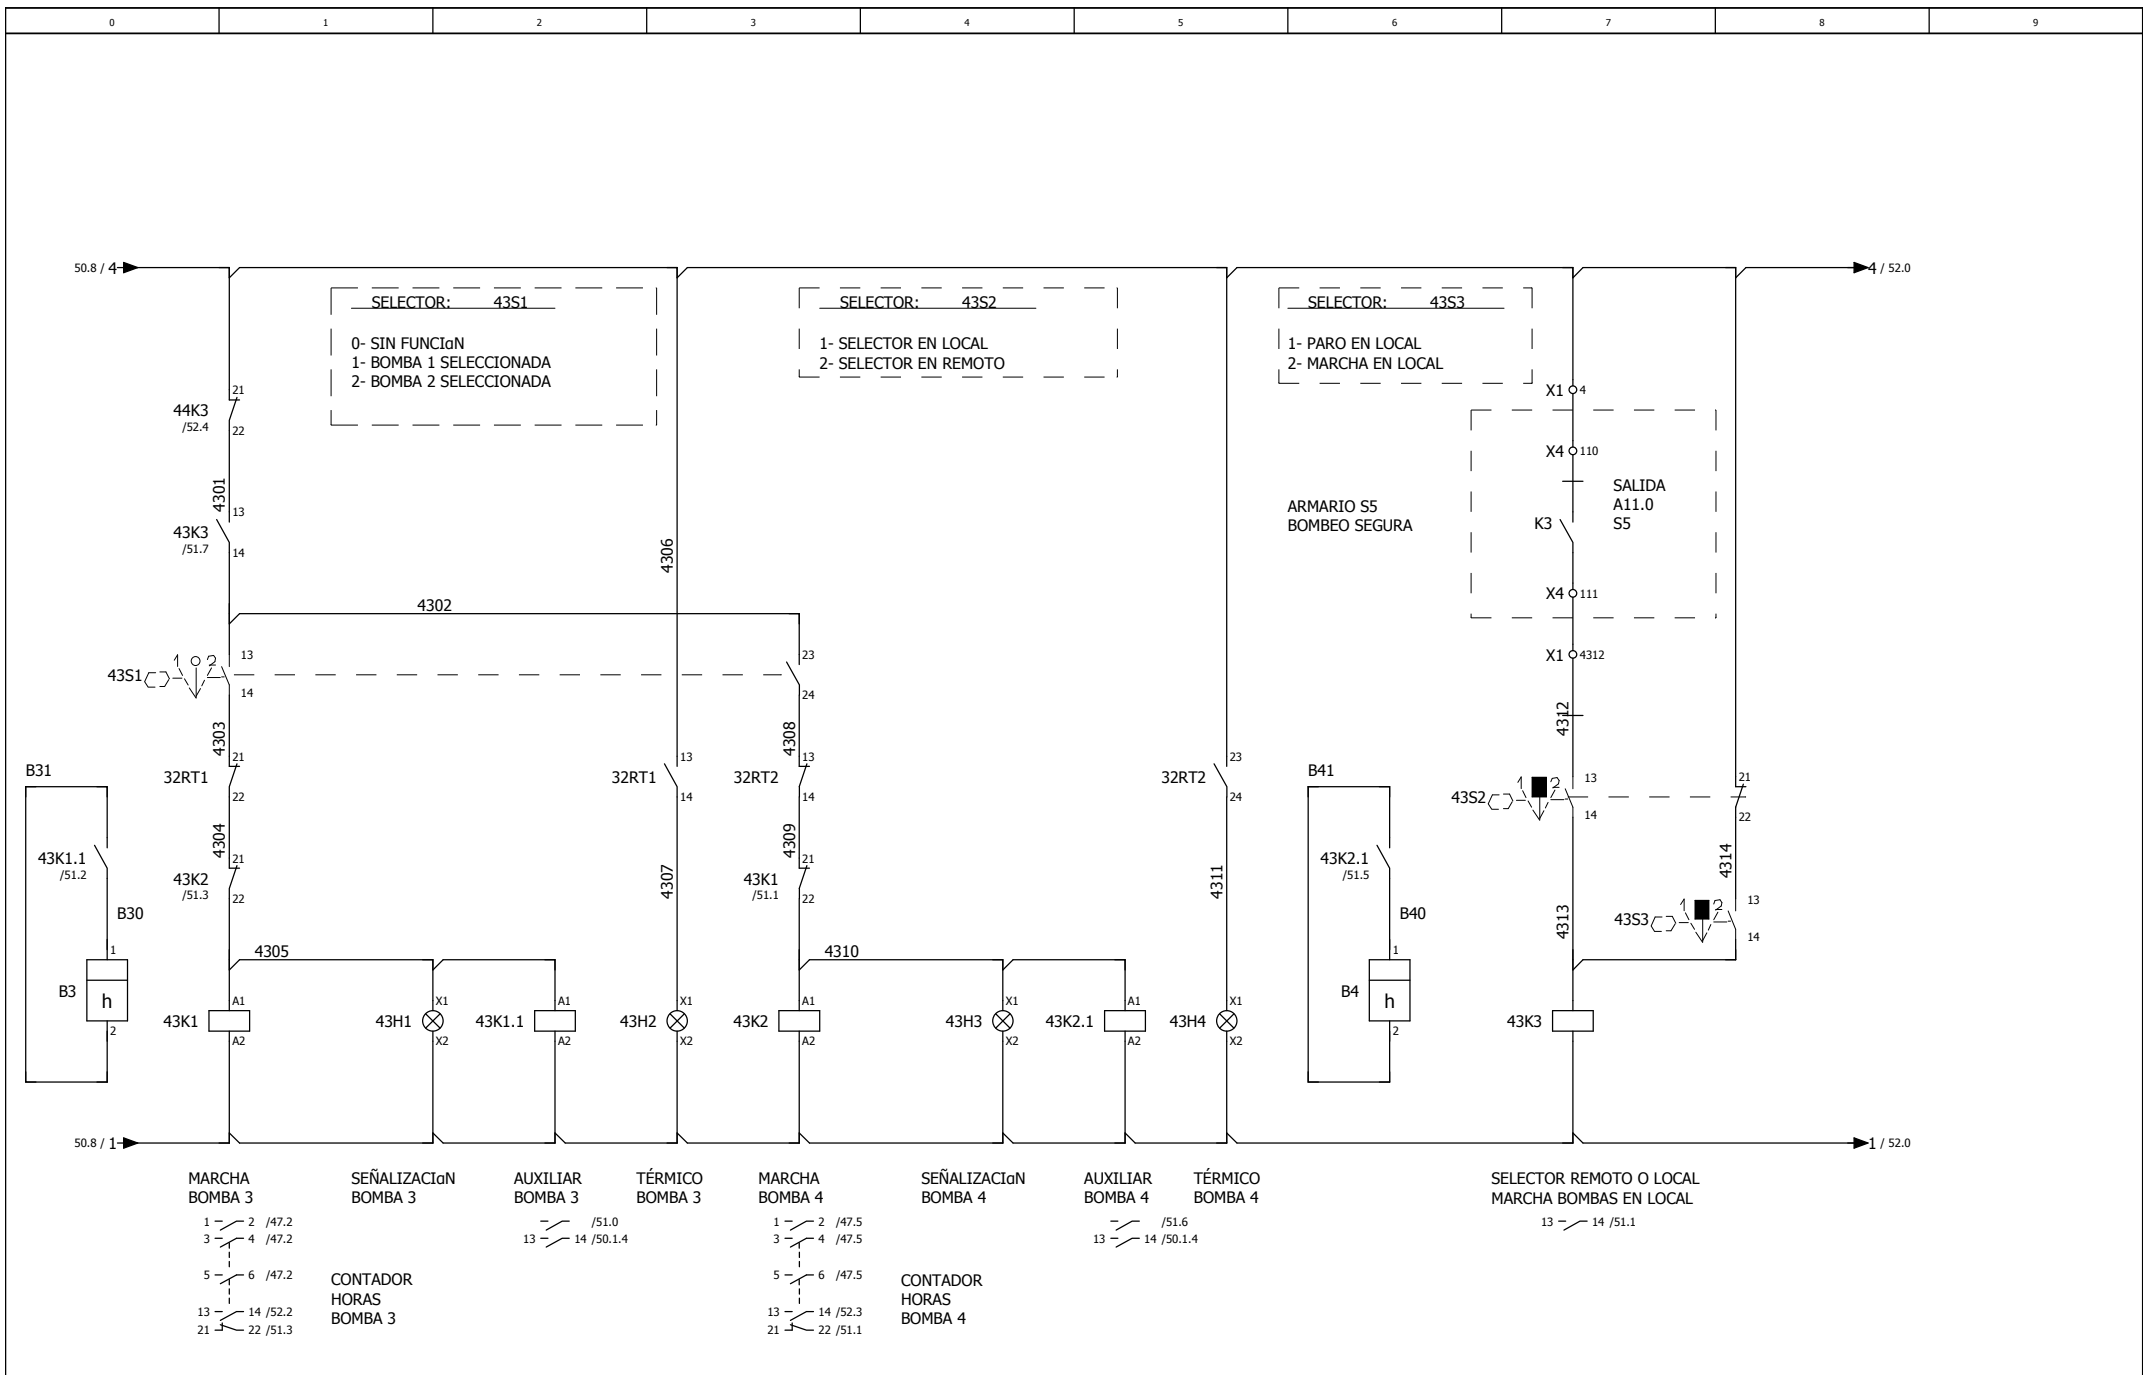 0 1 2 3 4 5 6 7 8 9
50.8 / 4
4 / 52.0
SELECTOR: 43S1
0- SIN FUNCIαN
1- BOMBA 1 SELECCIONADA
2- BOMBA 2 SELECCIONADA
SELECTOR: 43S2
1- SELECTOR EN LOCAL
2- SELECTOR EN REMOTO
SELECTOR: 43S3
1- PARO EN LOCAL
2- MARCHA EN LOCAL
X1 4
21
44K3
/52.4
22
X4 110
4301
13
43K3
/51.7
14
4306
ARMARIO S5
BOMBEO SEGURA
K3
SALIDA
A11.0
S5
X4 111
4302
X1 4312
43S1
1 2
13
14
23
24
4303
4308
4312
B31
21
32RT1
22
13
32RT1
14
13
32RT2
14
23
32RT2
24
B41
43S2
1 2
13
14
21
22
4304
4309
4307
4311
4313
4314
43K1.1
/51.2
21
43K2
/51.3
22
21
43K1
/51.1
22
43K2.1
/51.5
B30
B40
43S3
1 2
13
14
4305
4310
1
B3
h
2
A1
43K1
A2
X1
43H1
X2
A1
43K1.1
A2
X1
43H2
X2
A1
43K2
A2
X1
43H3
X2
A1
43K2.1
A2
X1
43H4
X2
1
B4
h
2
43K3
50.8 / 1
1 / 52.0
MARCHA
BOMBA 3
SEÑALIZACIαN
BOMBA 3
AUXILIAR
BOMBA 3
TÉRMICO
BOMBA 3
MARCHA
BOMBA 4
SEÑALIZACIαN
BOMBA 4
AUXILIAR
BOMBA 4
TÉRMICO
BOMBA 4
SELECTOR REMOTO O LOCAL
MARCHA BOMBAS EN LOCAL
1 2 /47.2
3 4 /47.2
5 6 /47.2
13 14 /52.2
21 22 /51.3
CONTADOR
HORAS
BOMBA 3
/51.0
13 14 /50.1.4
1 2 /47.5
3 4 /47.5
5 6 /47.5
13 14 /52.3
21 22 /51.1
CONTADOR
HORAS
BOMBA 4
/51.6
13 14 /50.1.4
13 14 /51.1